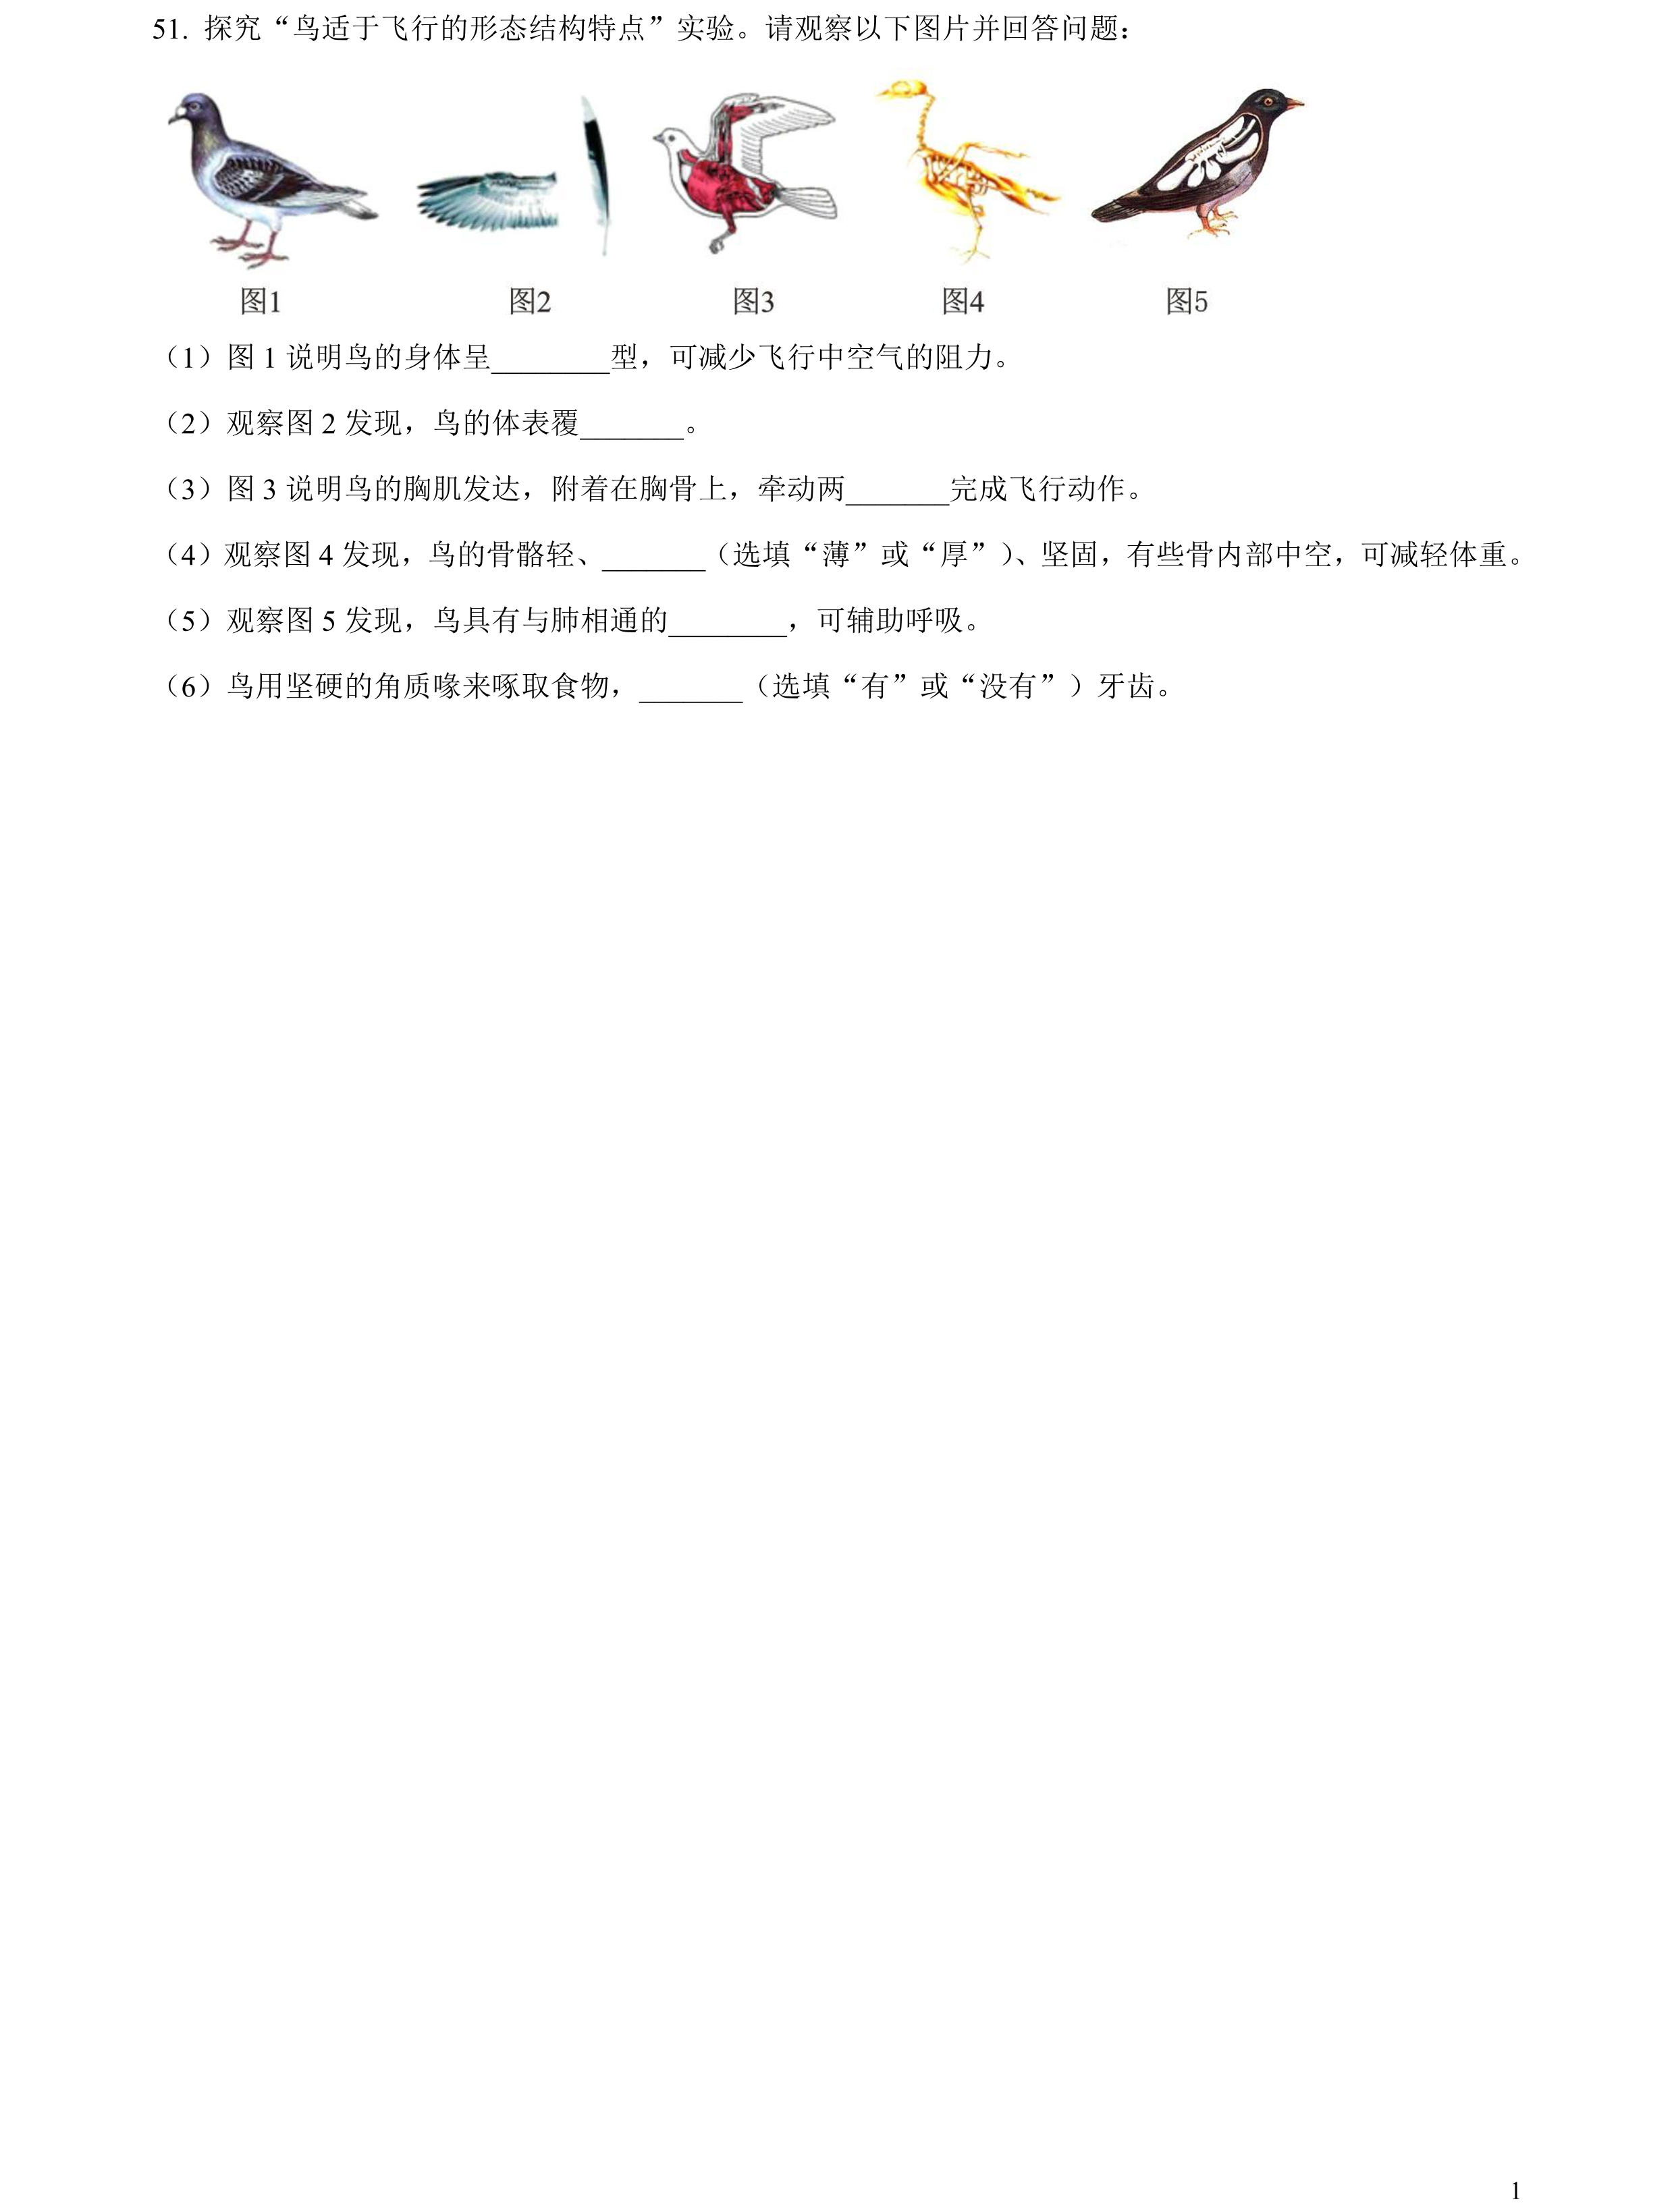 51. 探究“鸟适于飞行的形态结构特点”实验。请观察以下图片并回答问题：
图1 图2 图3 图4 图5
（1）图 1 说明鸟的身体呈________型，可减少飞行中空气的阻力。
（2）观察图 2 发现，鸟的体表覆_______。
（3）图 3 说明鸟的胸肌发达，附着在胸骨上，牵动两_______完成飞行动作。
（4）观察图 4 发现，鸟的骨骼轻、_______（选填“薄”或“厚”）、坚固，有些骨内部中空，可减轻体重。
（5）观察图 5 发现，鸟具有与肺相通的________，可辅助呼吸。
（6）鸟用坚硬的角质喙来啄取食物，_______（选填“有”或“没有”）牙齿。
1